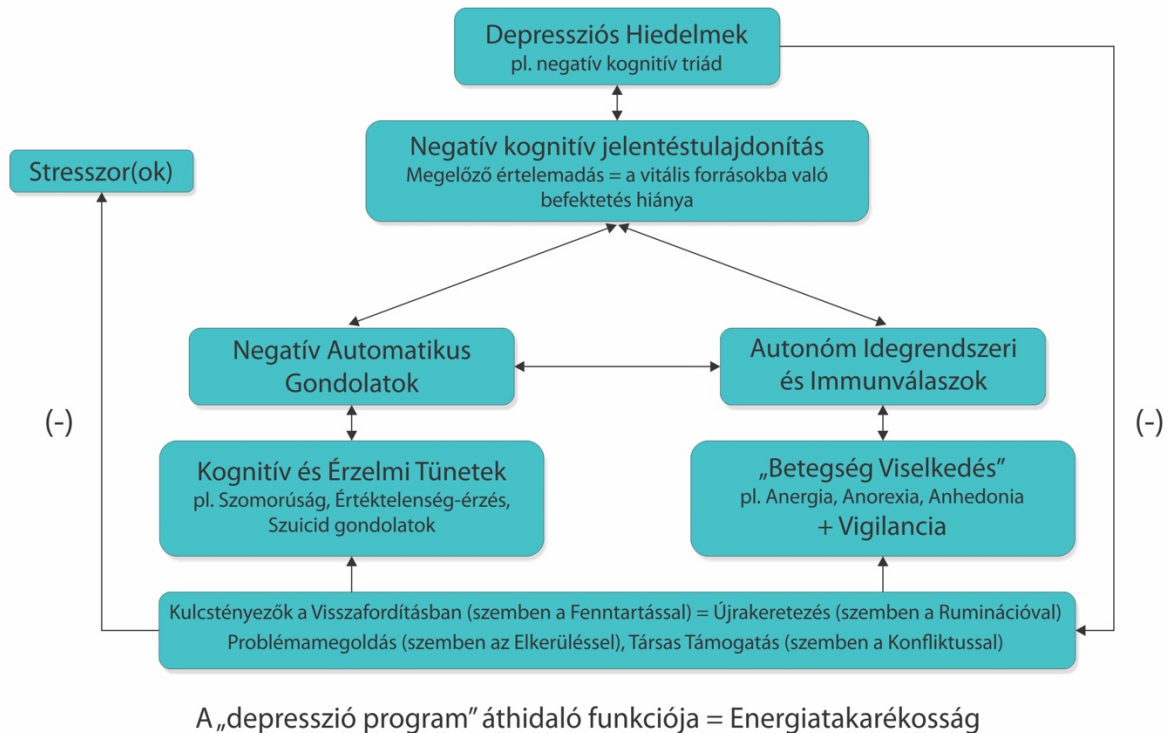 Depressziós Hiedelmek
pl. negatív kognitív triád
Negatív kognitív jelentéstulajdonítás
Megelőző értelemadás = a vitális forrásokba való
befektetés hiánya
Stresszor(ok)
Negatív Automatikus
Gondolatok
Autonóm Idegrendszeri
és Immunválaszok
(-)
(-)
Kognitív és Érzelmi Tünetek
pl. Szomorúság, Értéktelenség-érzés,
Szuicid gondolatok
„Betegség Viselkedés”
pl. Anergia, Anorexia, Anhedonia
+ Vigilancia
Kulcstényezők a Visszafordításban (szemben a Fenntartással) = Újrakeretezés (szemben a Ruminációval)
Problémamegoldás (szemben az Elkerüléssel), Társas Támogatás (szemben a Konfliktussal)
A „depresszió program” áthidaló funkciója = Energiatakarékosság